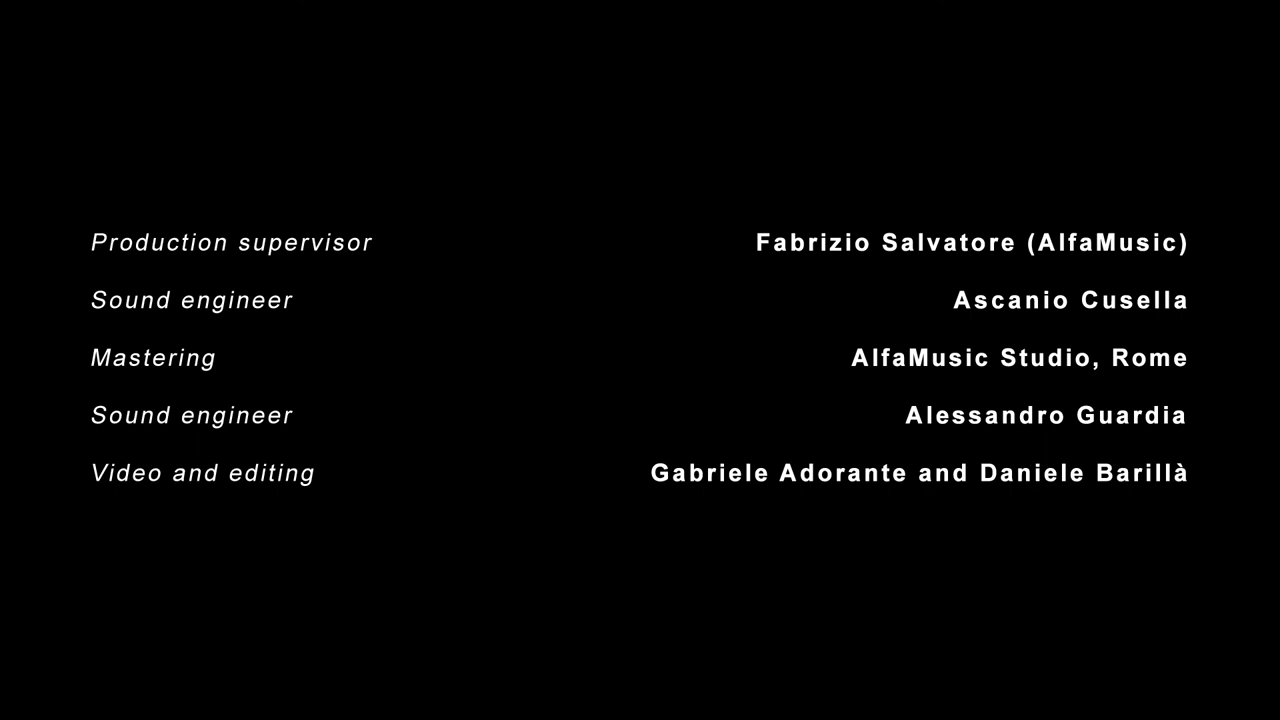 Production supervisor Fabrizio Salvatore (AlfaMusic)
Sound engineer Ascanio Cusella
Mastering AlfaMusic Studio, Rome
Sound engineer Alessandro Guardia
Video and editing Gabriele Adorante and Daniele Barillà